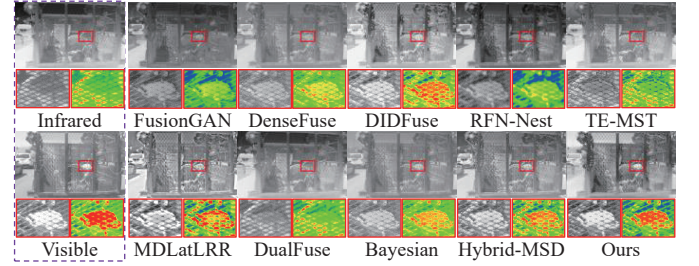 Infrared FusionGAN DenseFuse DIDFuse RFN-Nest TE-MST
Visible MDLatLRR DualFuse Bayesian Hybrid-MSD Ours